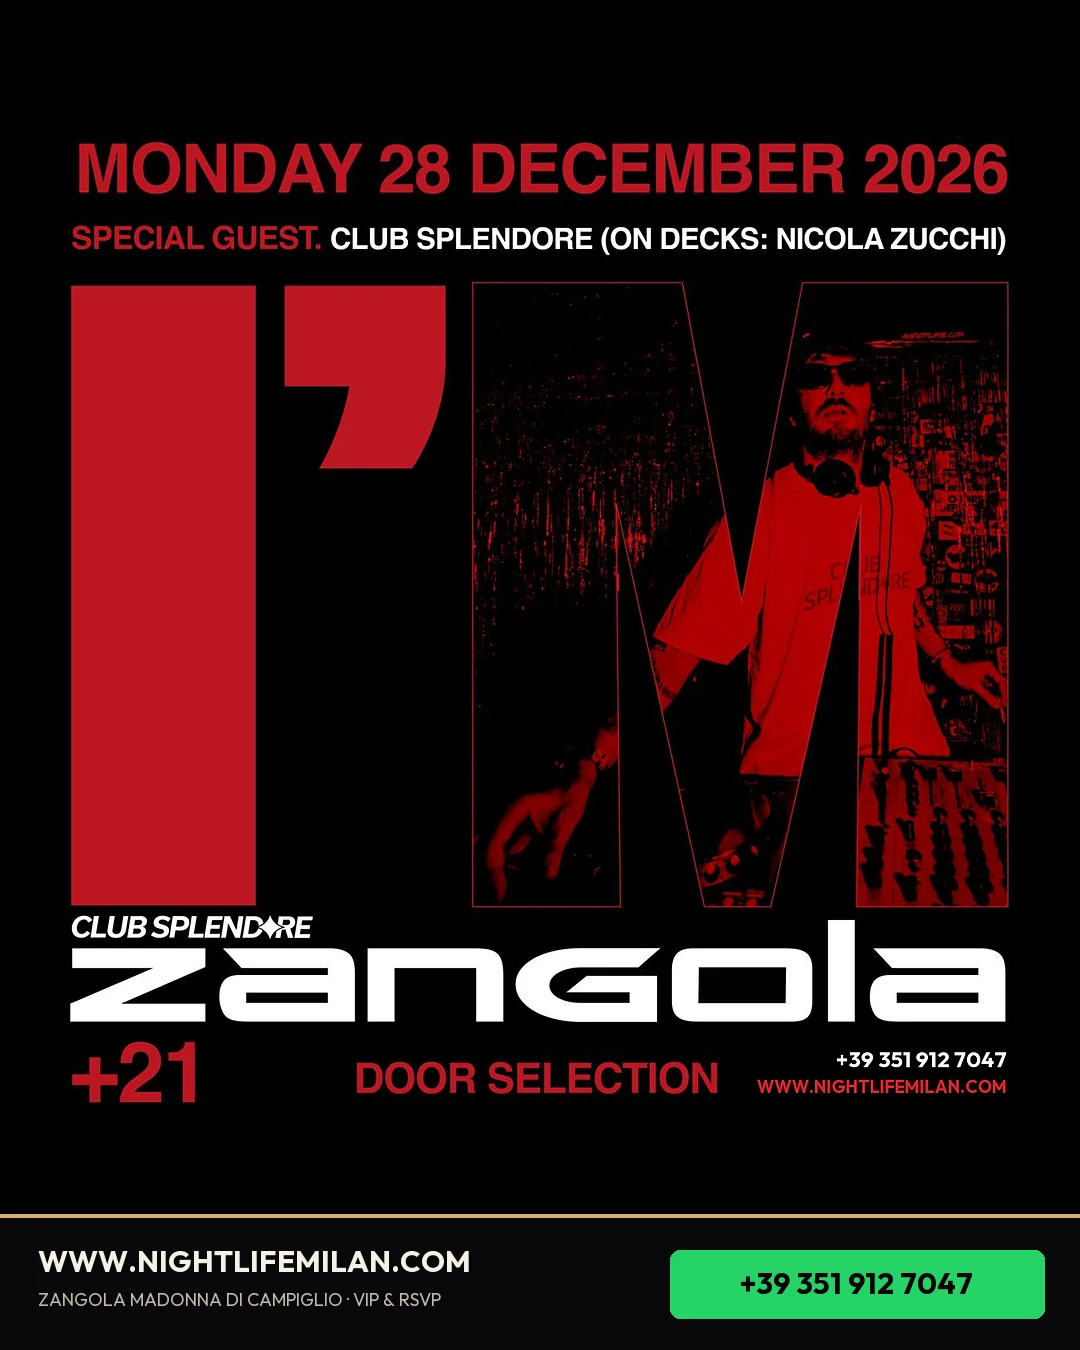 MONDAY 28 DECEMBER 2026
SPECIAL GUEST. CLUB SPLENDORE (ON DECKS: NICOLA ZUCCHI)
I'M
CLUB SPLENDORE
CLUB SPLENDORE
zangola
+21
DOOR SELECTION
+39 351 912 7047
WWW.NIGHTLIFEMILAN.COM
WWW.NIGHTLIFEMILAN.COM
ZANGOLA MADONNA DI CAMPIGLIO · VIP & RSVP
+39 351 912 7047